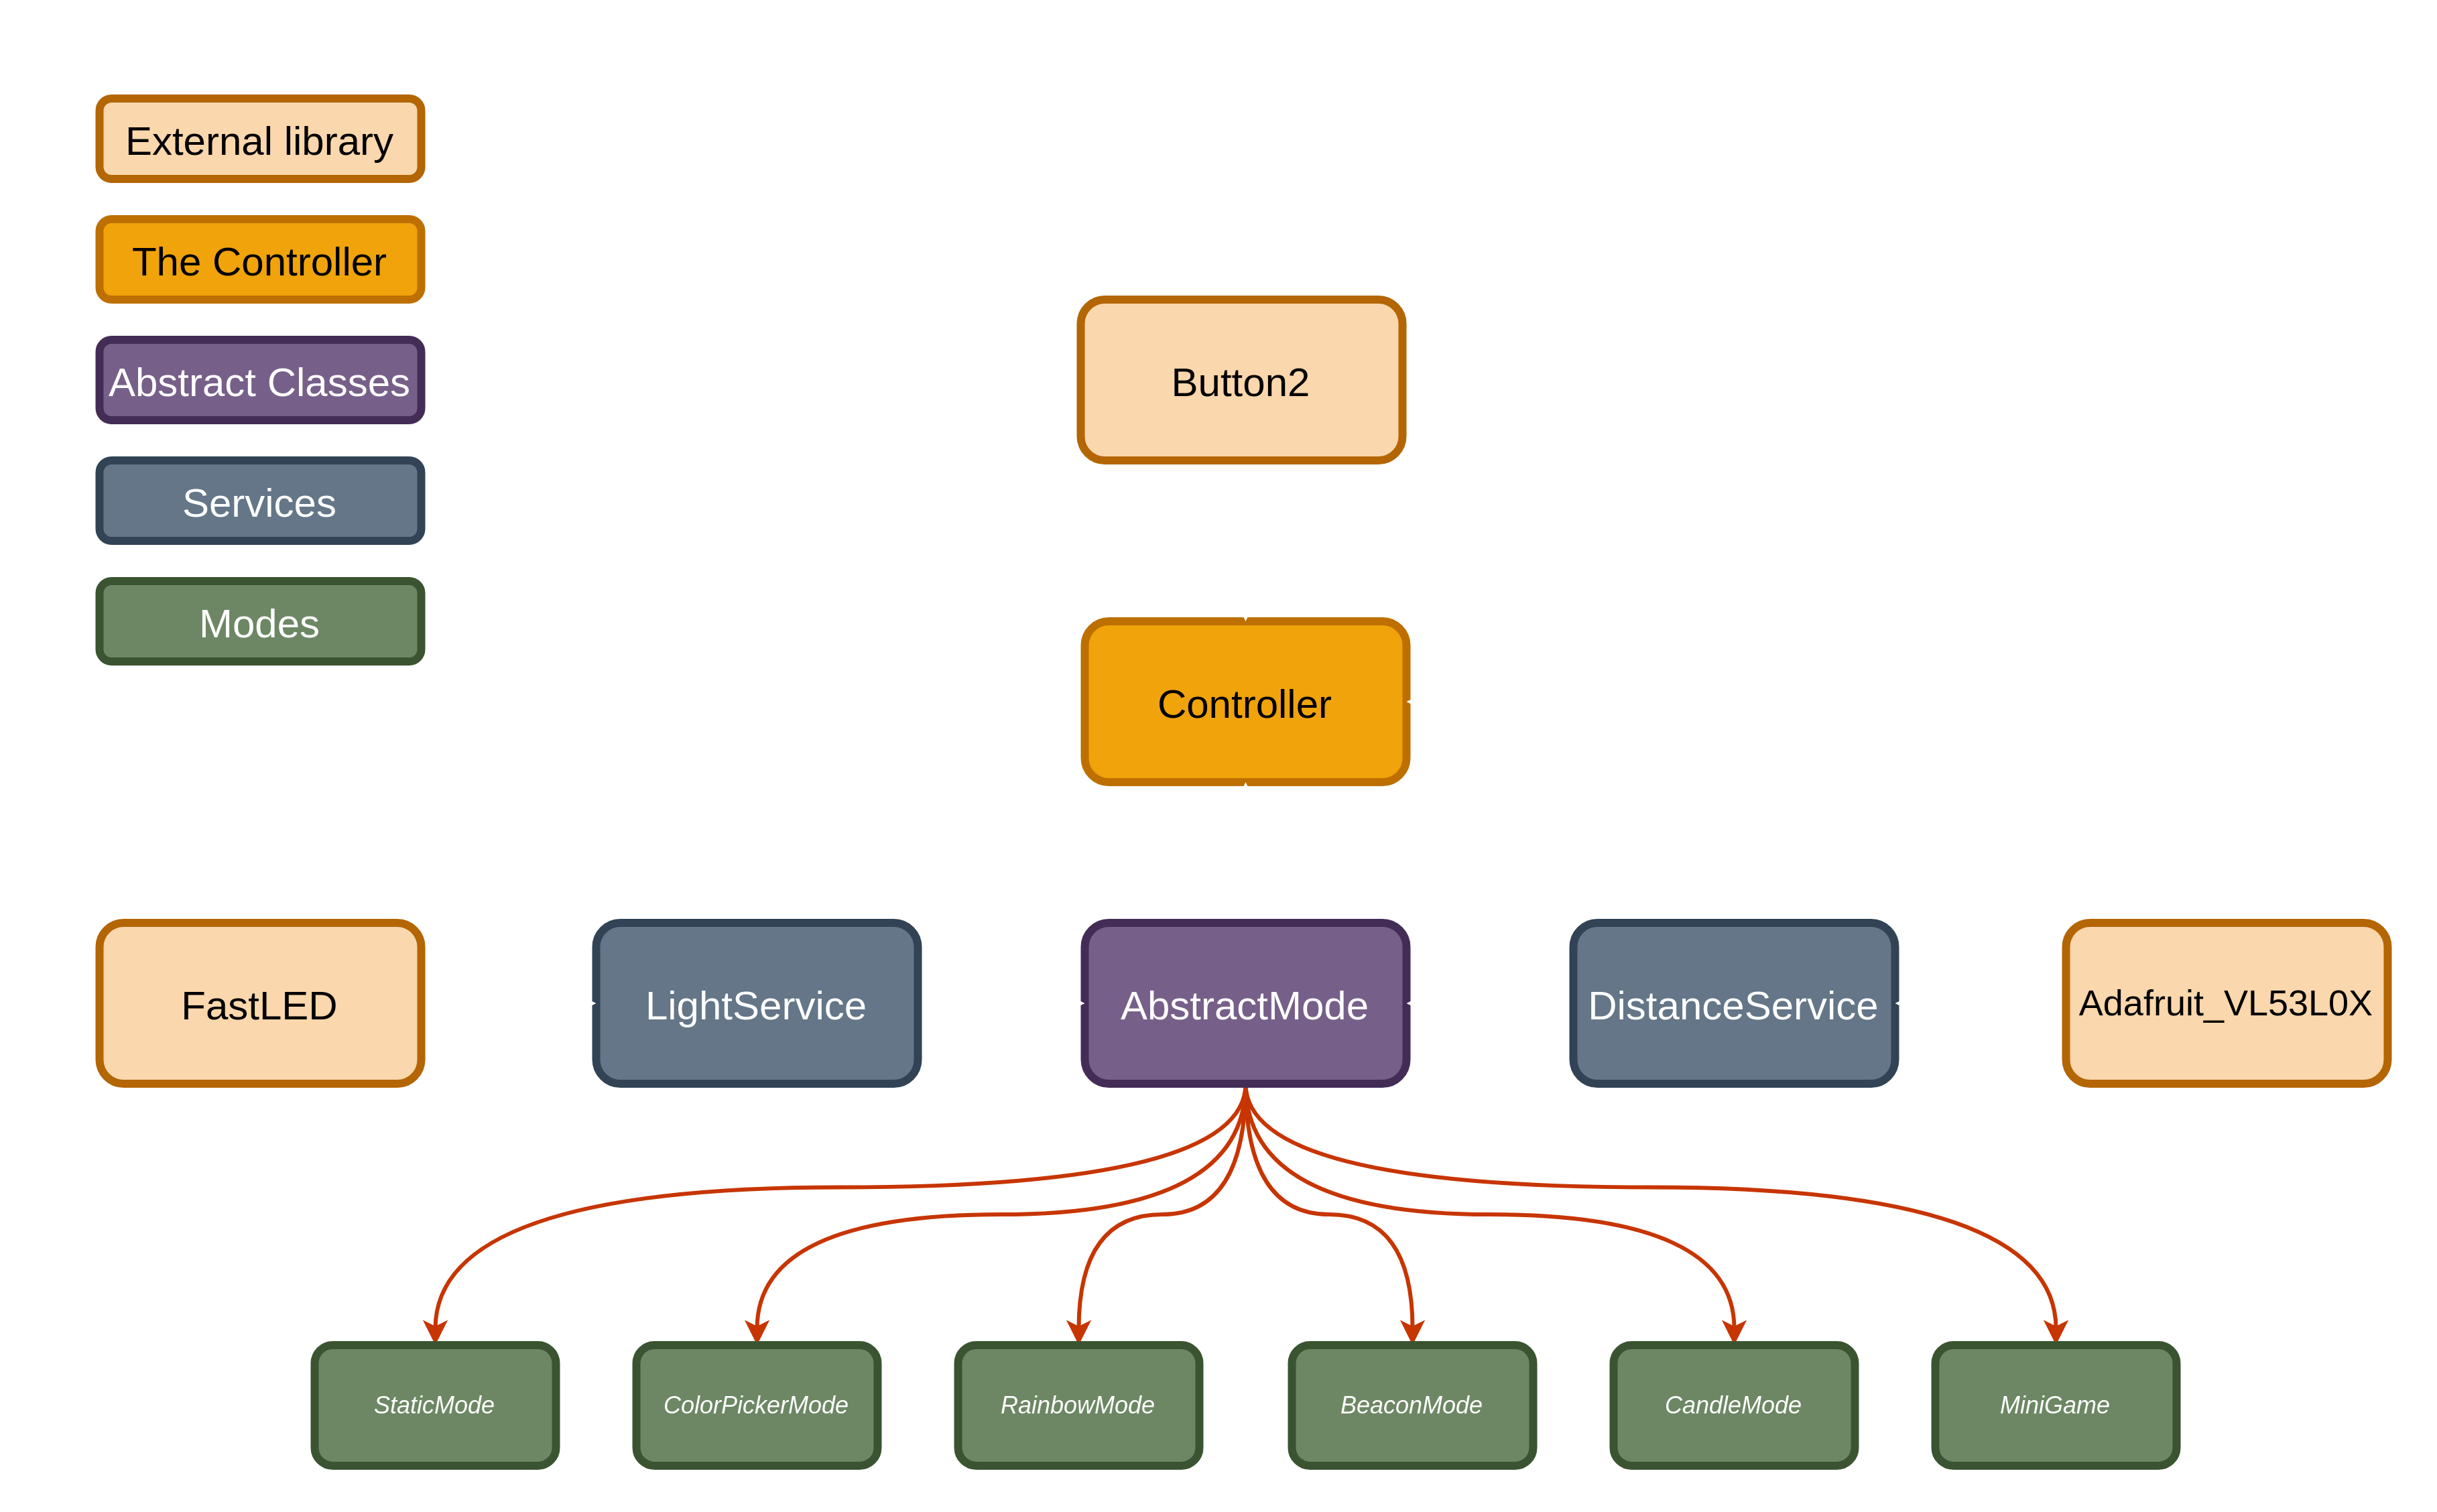 External library
The Controller
Abstract Classes
Services
Modes
Button2
Controller
FastLED
LightService
AbstractMode
DistanceService
Adafruit_VL53L0X
StaticMode
ColorPickerMode
RainbowMode
BeaconMode
CandleMode
MiniGame